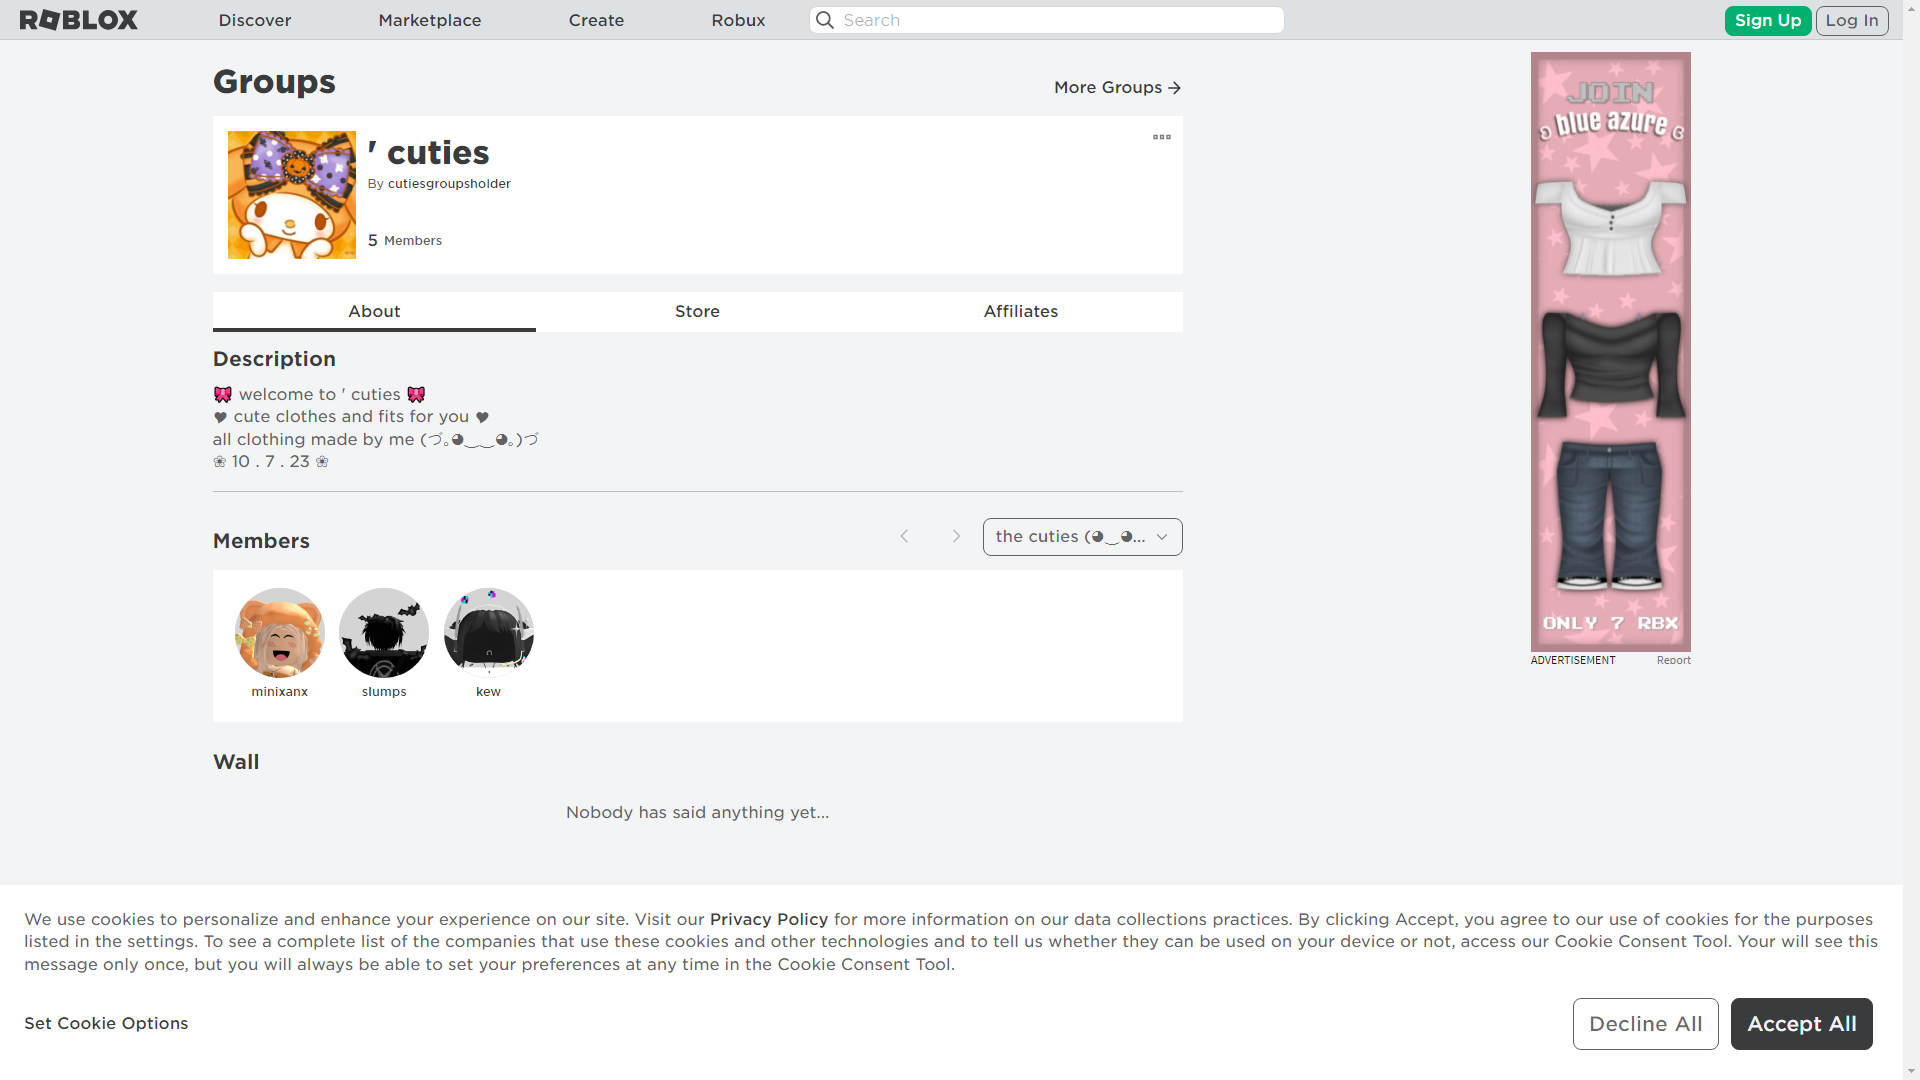 ROBLOX Discover Marketplace Create Robux Search Sign Up Log In
Groups
More Groups
' cuties
By cutiesgroupsholder
5 Members
About Store Affiliates
Description
🎀 welcome to ' cuties 🎀
♥ cute clothes and fits for you ♥
all clothing made by me (づ｡◕‿‿◕｡)づ
❀ 10 . 7 . 23 ❀
Members
the cuties (◕‿◕...
minixanx slumps kew
Wall
Nobody has said anything yet...
JOIN
blue azure
ONLY 7 RBX
ADVERTISEMENT Report
We use cookies to personalize and enhance your experience on our site. Visit our Privacy Policy for more information on our data collections practices. By clicking Accept, you agree to our use of cookies for the purposes
listed in the settings. To see a complete list of the companies that use these cookies and other technologies and to tell us whether they can be used on your device or not, access our Cookie Consent Tool. Your will see this
message only once, but you will always be able to set your preferences at any time in the Cookie Consent Tool.
Set Cookie Options
Decline All
Accept All